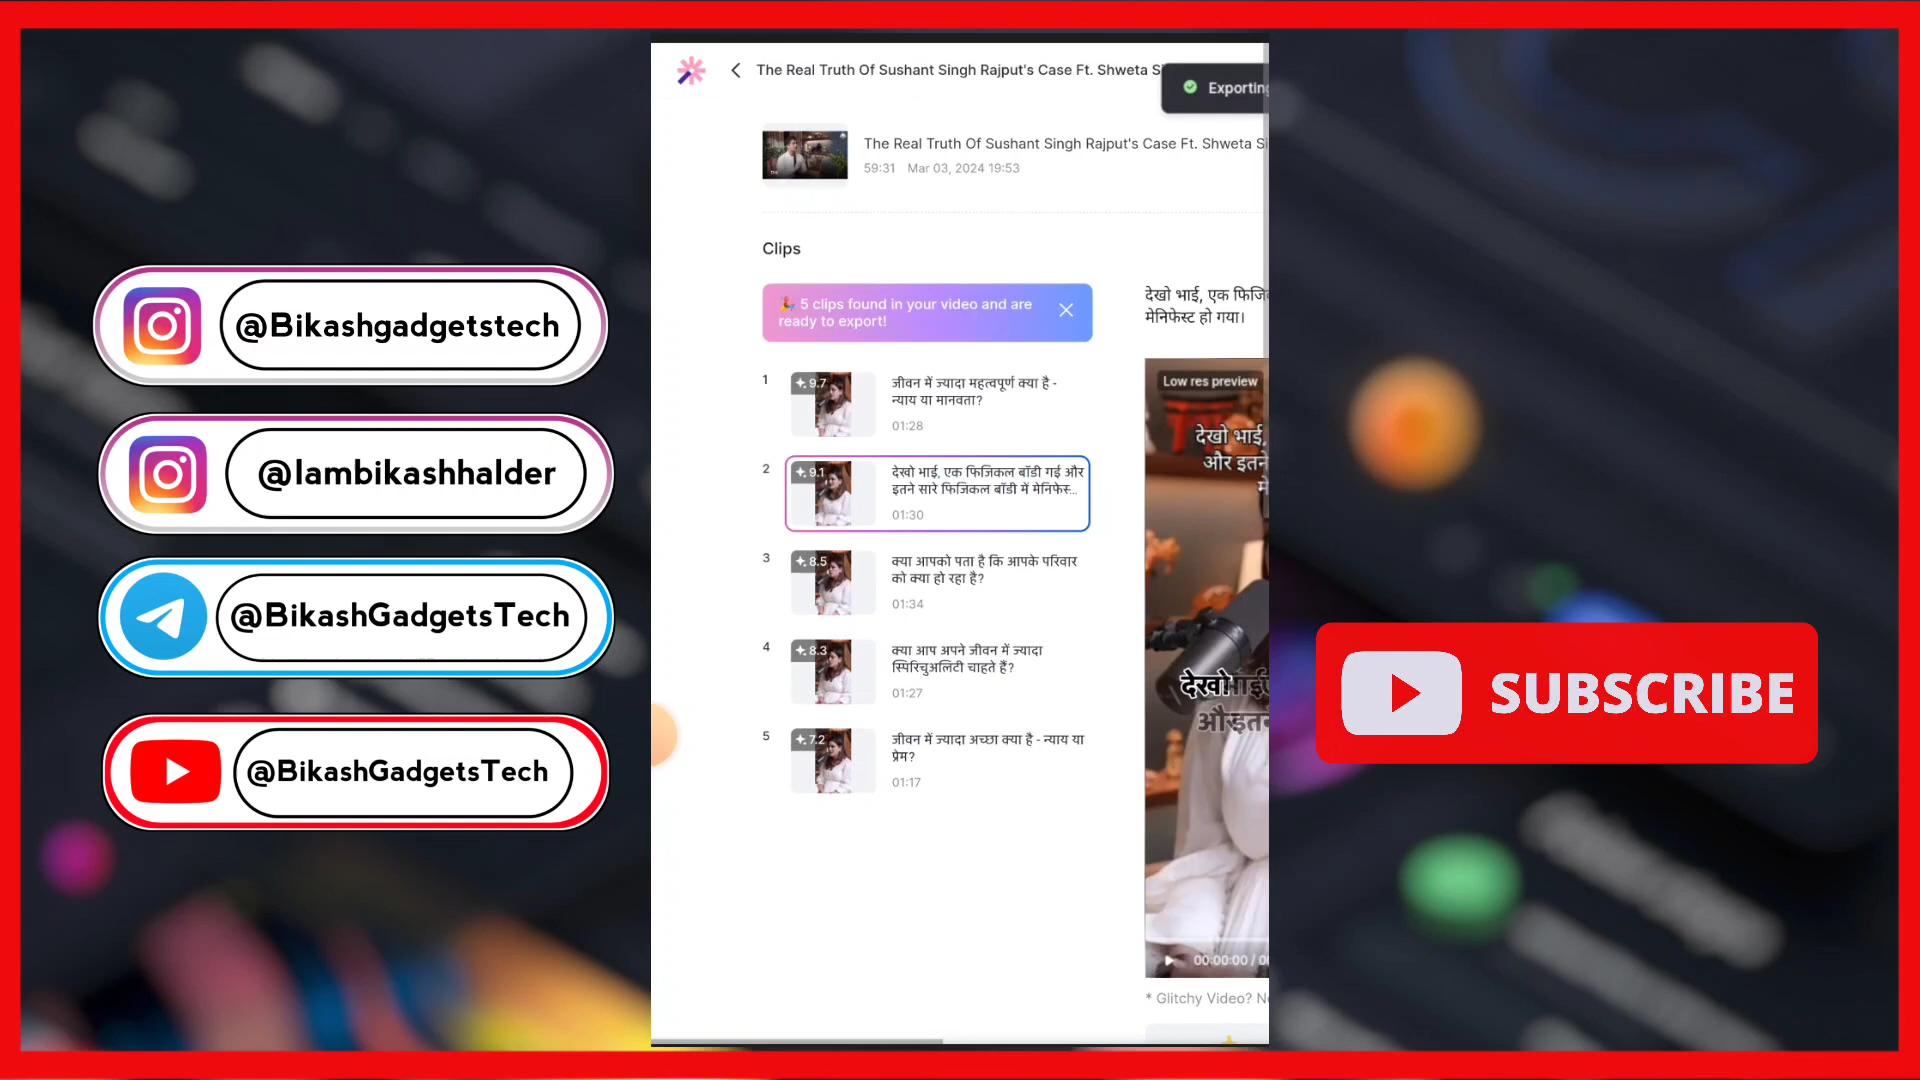 @Bikashgadgetstech
@Iambikashhalder
@BikashGadgetsTech
@BikashGadgetsTech
The Real Truth Of Sushant Singh Rajput's Case Ft. Shweta S
Exporting
The Real Truth Of Sushant Singh Rajput's Case Ft. Shweta Si
59:31 Mar 03, 2024 19:53
Clips
5 clips found in your video and are
ready to export!
1
9.7
जीवन में ज्यादा महत्वपूर्ण क्या है -
न्याय या मानवता?
01:28
2
9.1
देखो भाई, एक फिजिकल बॉडी गई और
इतने सारे फिजिकल बॉडी में मेनिफेस्...
01:30
3
8.5
क्या आपको पता है कि आपके परिवार
को क्या हो रहा है?
01:34
4
8.3
क्या आप अपने जीवन में ज्यादा
स्पिरिचुअलिटी चाहते हैं?
01:27
5
7.2
जीवन में ज्यादा अच्छा क्या है - न्याय या
प्रेम?
01:17
देखो भाई, एक फिजि
मेनिफेस्ट हो गया।
Low res preview
देखो भाई,
और इतने
देखो
00:00:00 /
* Glitchy Video?
SUBSCRIBE